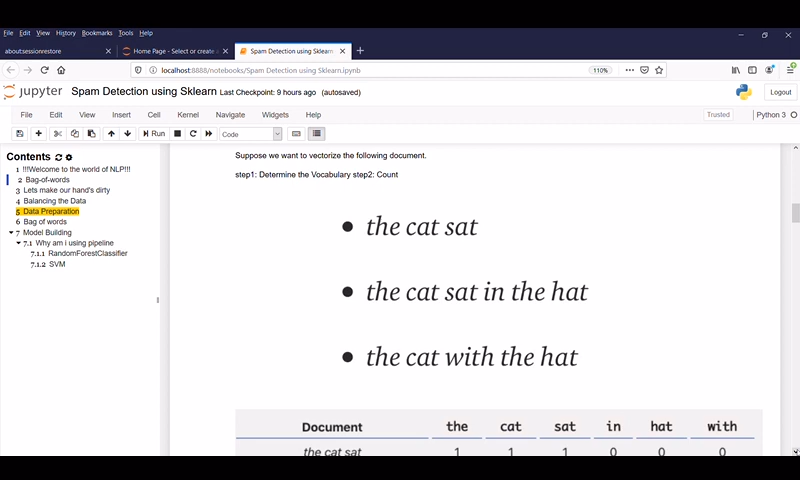 File Edit View History Bookmarks Tools Help
about:sessionrestore
Home Page - Select or create a
Spam Detection using Sklearn
localhost:8888/notebooks/Spam Detection using Sklearn.ipynb
110%
jupyter Spam Detection using Sklearn Last Checkpoint: 9 hours ago (autosaved)
Logout
File Edit View Insert Cell Kernel Navigate Widgets Help
Trusted
Python 3
Run
Code
Contents
1 !!!Welcome to the world of NLP!!!
2 Bag-of-words
3 Lets make our hand's dirty
4 Balancing the Data
5 Data Preparation
6 Bag of words
7 Model Building
7.1 Why am i using pipeline
7.1.1 RandomForestClassifier
7.1.2 SVM
Suppose we want to vectorize the following document.
step1: Determine the Vocabulary step2: Count
• the cat sat
• the cat sat in the hat
• the cat with the hat
Document the cat sat in hat with
the cat sat 1 1 1 0 0 0